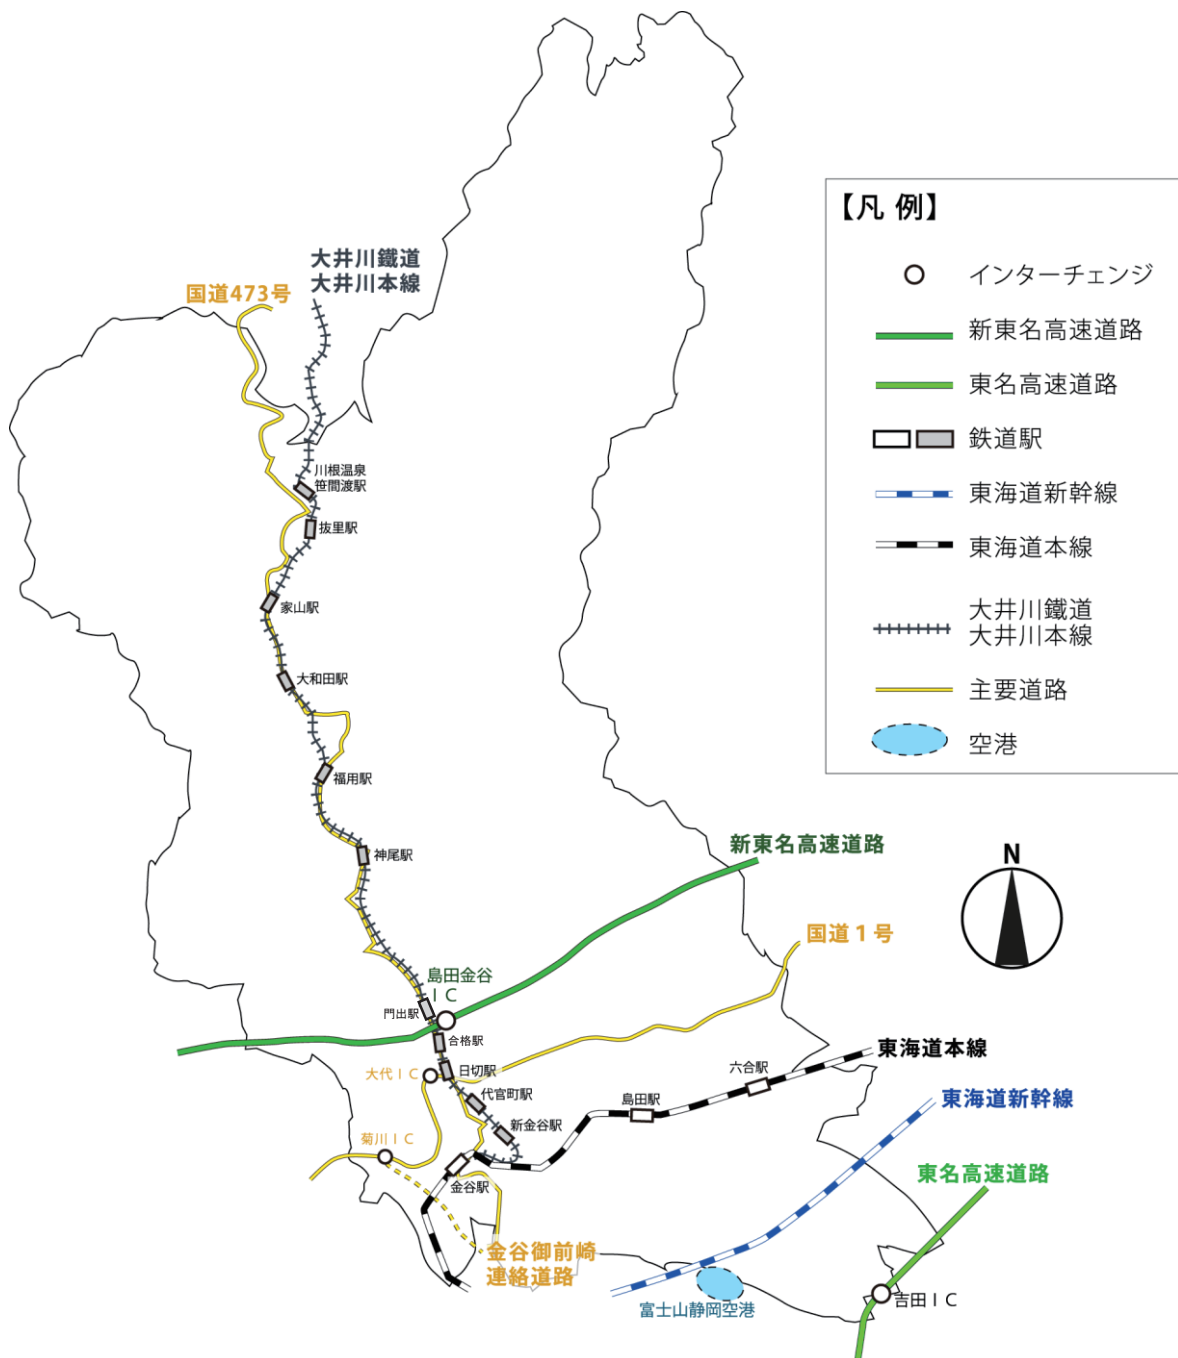 大井川鐵道
大井川本線
国道473号
【凡 例】
インターチェンジ
新東名高速道路
東名高速道路
鉄道駅
東海道新幹線
東海道本線
大井川鐵道
大井川本線
主要道路
空港
川根温泉
笹間渡駅
抜里駅
家山駅
大和田駅
福用駅
神尾駅
新東名高速道路
N
国道1号
島田金谷
IC
門出駅
合格駅
日切駅
大代IC
代官町駅
新金谷駅
島田駅
六合駅
東海道本線
東海道新幹線
菊川IC
金谷駅
東名高速道路
金谷御前崎
連絡道路
富士山静岡空港
吉田IC